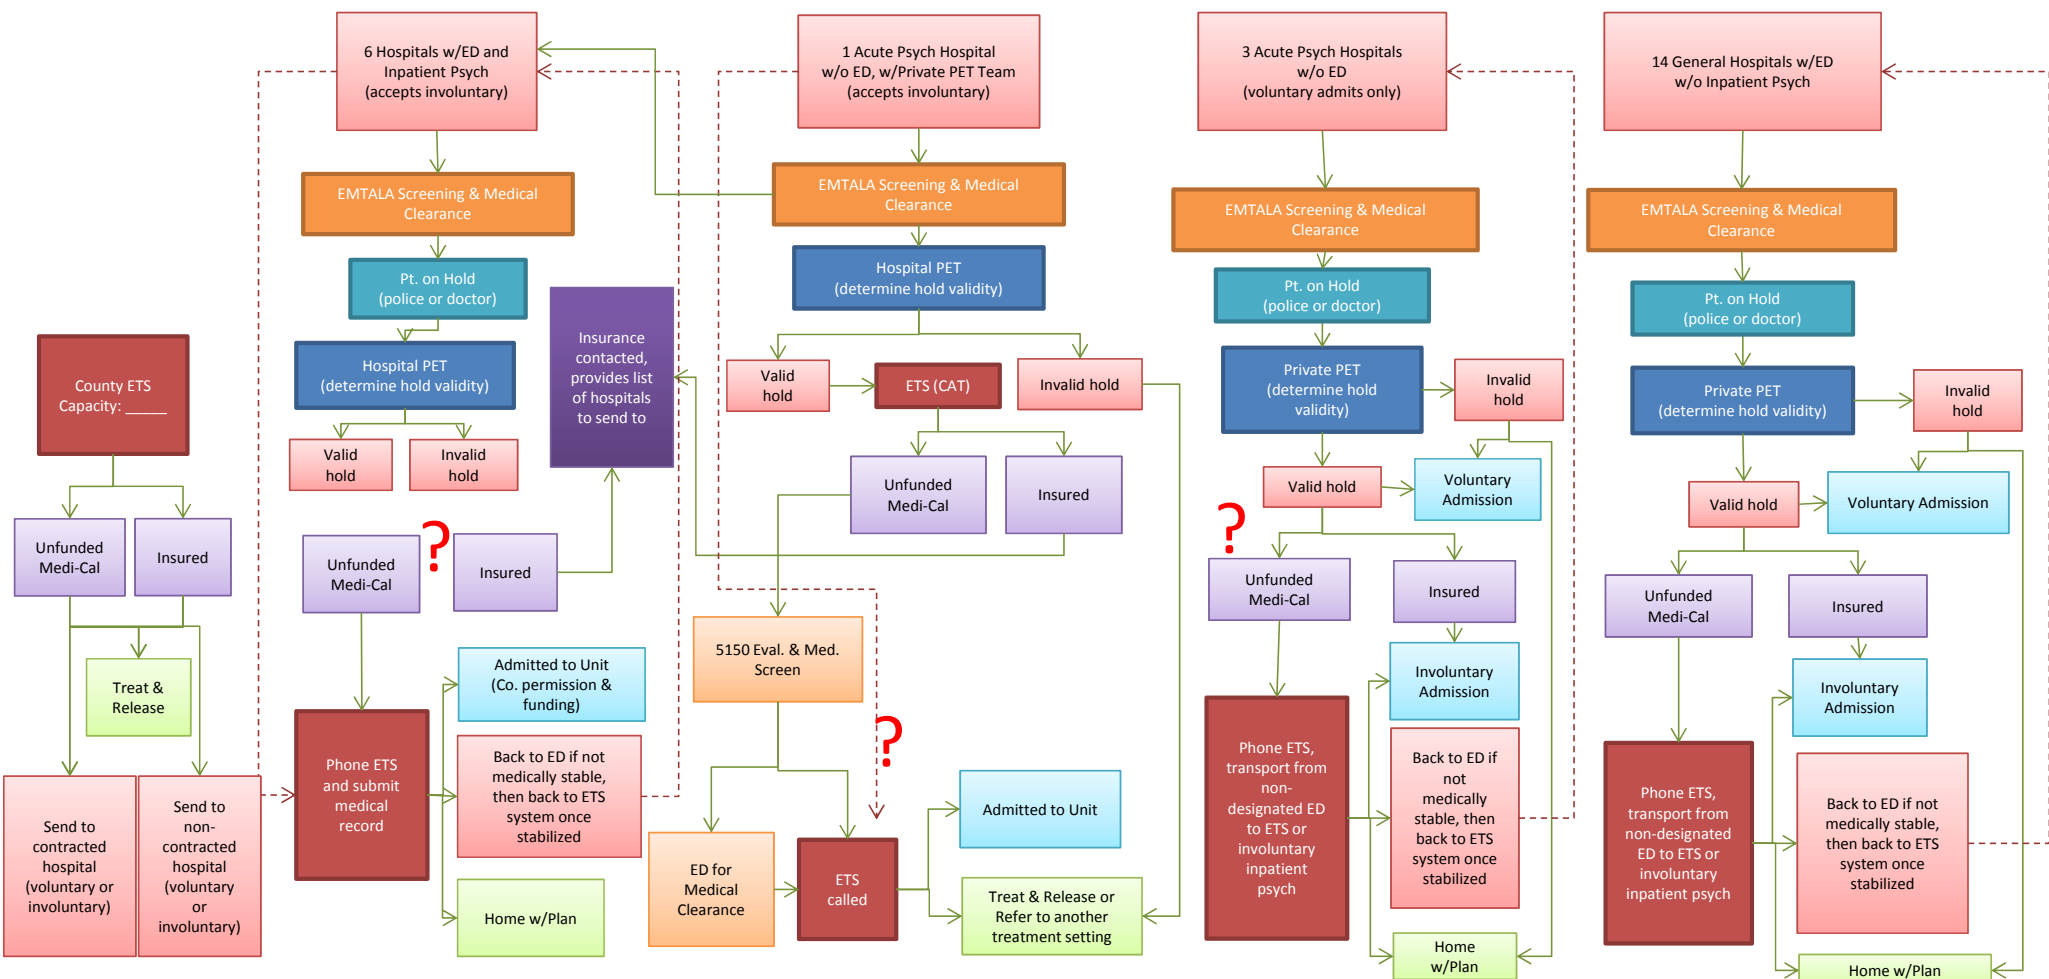 6 Hospitals w/ED and
Inpatient Psych
(accepts involuntary)
1 Acute Psych Hospital
w/o ED, w/Private PET Team
(accepts involuntary)
3 Acute Psych Hospitals
w/o ED
(voluntary admits only)
14 General Hospitals w/ED
w/o Inpatient Psych
EMTALA Screening & Medical
Clearance
EMTALA Screening & Medical
Clearance
EMTALA Screening & Medical
Clearance
EMTALA Screening & Medical
Clearance
Pt. on Hold
(police or doctor)
Hospital PET
(determine hold validity)
Pt. on Hold
(police or doctor)
Pt. on Hold
(police or doctor)
County ETS
Capacity: _____
Hospital PET
(determine hold validity)
Insurance
contacted,
provides list
of hospitals
to send to
Valid
hold
ETS (CAT)
Invalid hold
Private PET
(determine hold
validity)
Invalid
hold
Private PET
(determine hold validity)
Invalid
hold
Valid
hold
Invalid
hold
Unfunded
Medi-Cal
Insured
Valid hold
Voluntary
Admission
Valid hold
Voluntary Admission
Unfunded
Medi-Cal
Insured
Unfunded
Medi-Cal
?
Insured
?
Unfunded
Medi-Cal
Insured
Unfunded
Medi-Cal
Insured
Treat &
Release
Admitted to Unit
(Co. permission &
funding)
5150 Eval. & Med.
Screen
?
Involuntary
Admission
Involuntary
Admission
Send to
contracted
hospital
(voluntary or
involuntary)
Send to
non-
contracted
hospital
(voluntary
or
involuntary)
Phone ETS
and submit
medical
record
Back to ED if not
medically stable,
then back to ETS
system once
stabilized
Home w/Plan
ED for
Medical
Clearance
ETS
called
Admitted to Unit
Treat & Release or
Refer to another
treatment setting
Phone ETS,
transport from
non-
designated ED
to ETS or
involuntary
inpatient
psych
Back to ED if
not
medically
stable, then
back to ETS
system once
stabilized
Home
w/Plan
Phone ETS,
transport from
non-designated
ED to ETS or
involuntary
inpatient psych
Back to ED if not
medically stable,
then back to ETS
system once
stabilized
Home w/Plan